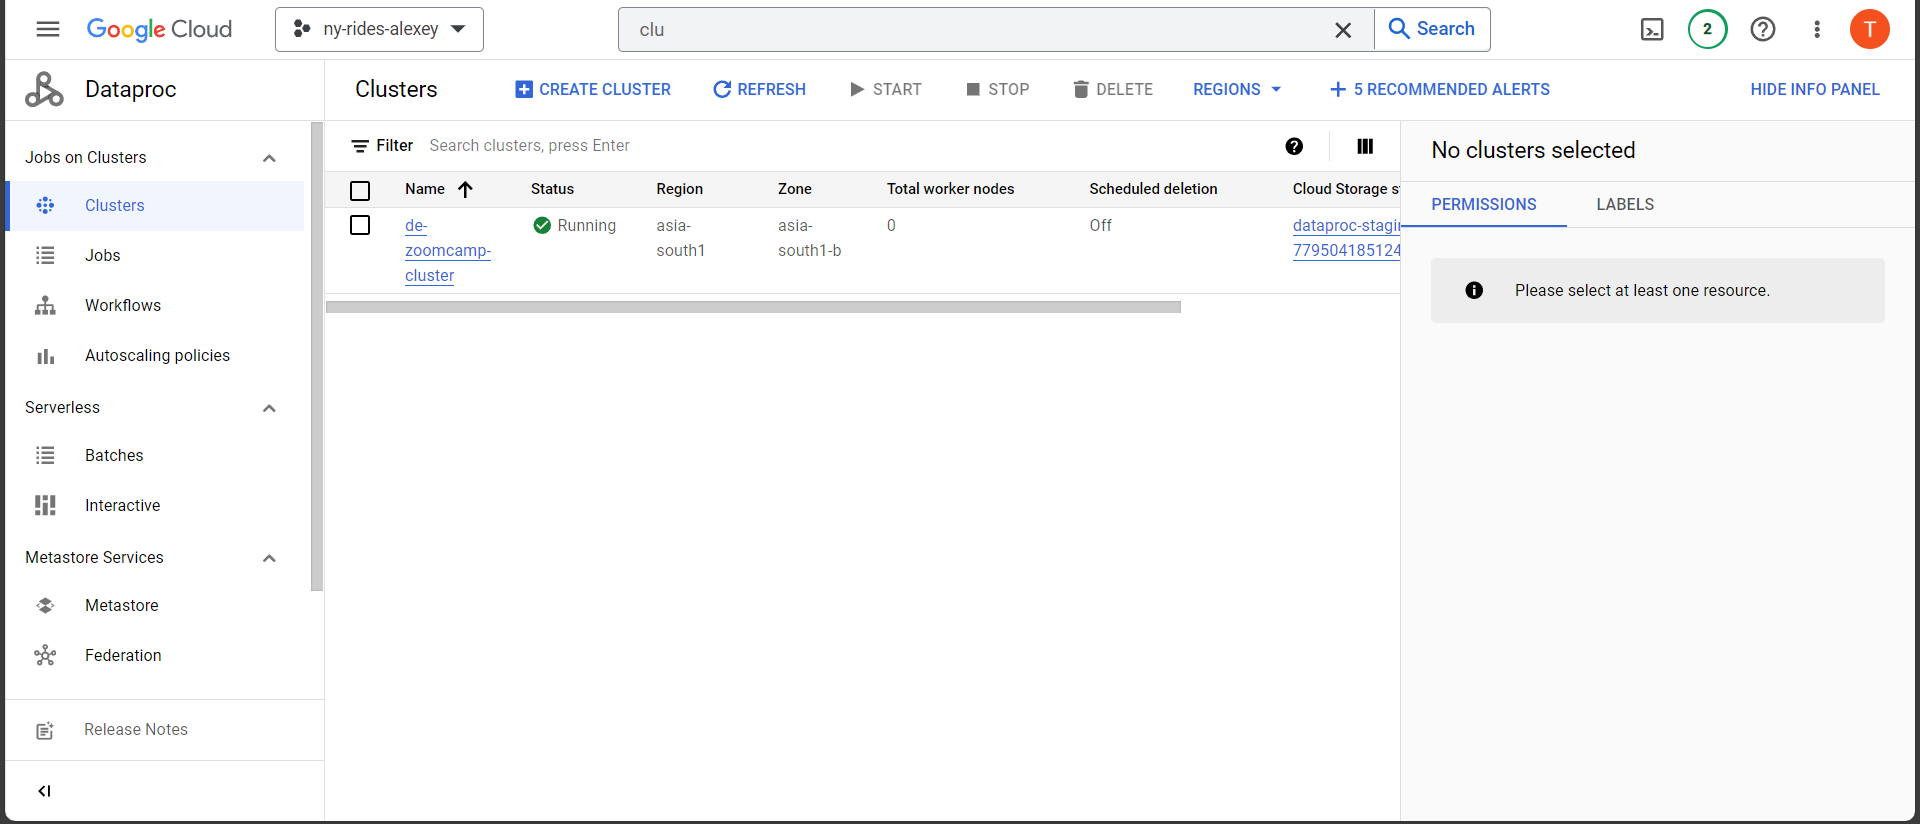 Google Cloud
ny-rides-alexey
clu
Search
2
T
Dataproc
Clusters
CREATE CLUSTER
REFRESH
START
STOP
DELETE
REGIONS
5 RECOMMENDED ALERTS
HIDE INFO PANEL
Jobs on Clusters
Clusters
Jobs
Workflows
Autoscaling policies
Serverless
Batches
Interactive
Metastore Services
Metastore
Federation
Release Notes
Filter
Search clusters, press Enter
Name
Status
Region
Zone
Total worker nodes
Scheduled deletion
Cloud Storage s
de-
zoomcamp-
cluster
Running
asia-
south1
asia-
south1-b
0
Off
dataproc-stagi
779504185124
No clusters selected
PERMISSIONS
LABELS
Please select at least one resource.